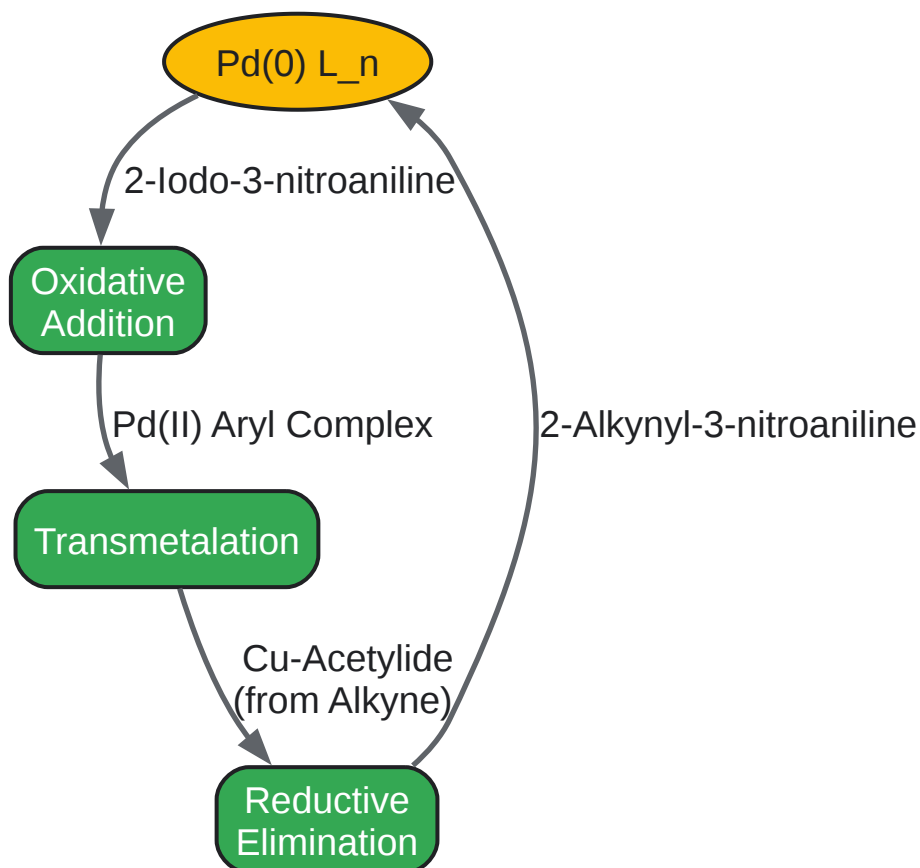 Pd(0) L_n
2-Iodo-3-nitroaniline
Oxidative
Addition
Pd(II) Aryl Complex
2-Alkynyl-3-nitroaniline
Transmetalation
Cu-Acetylide
(from Alkyne)
Reductive
Elimination